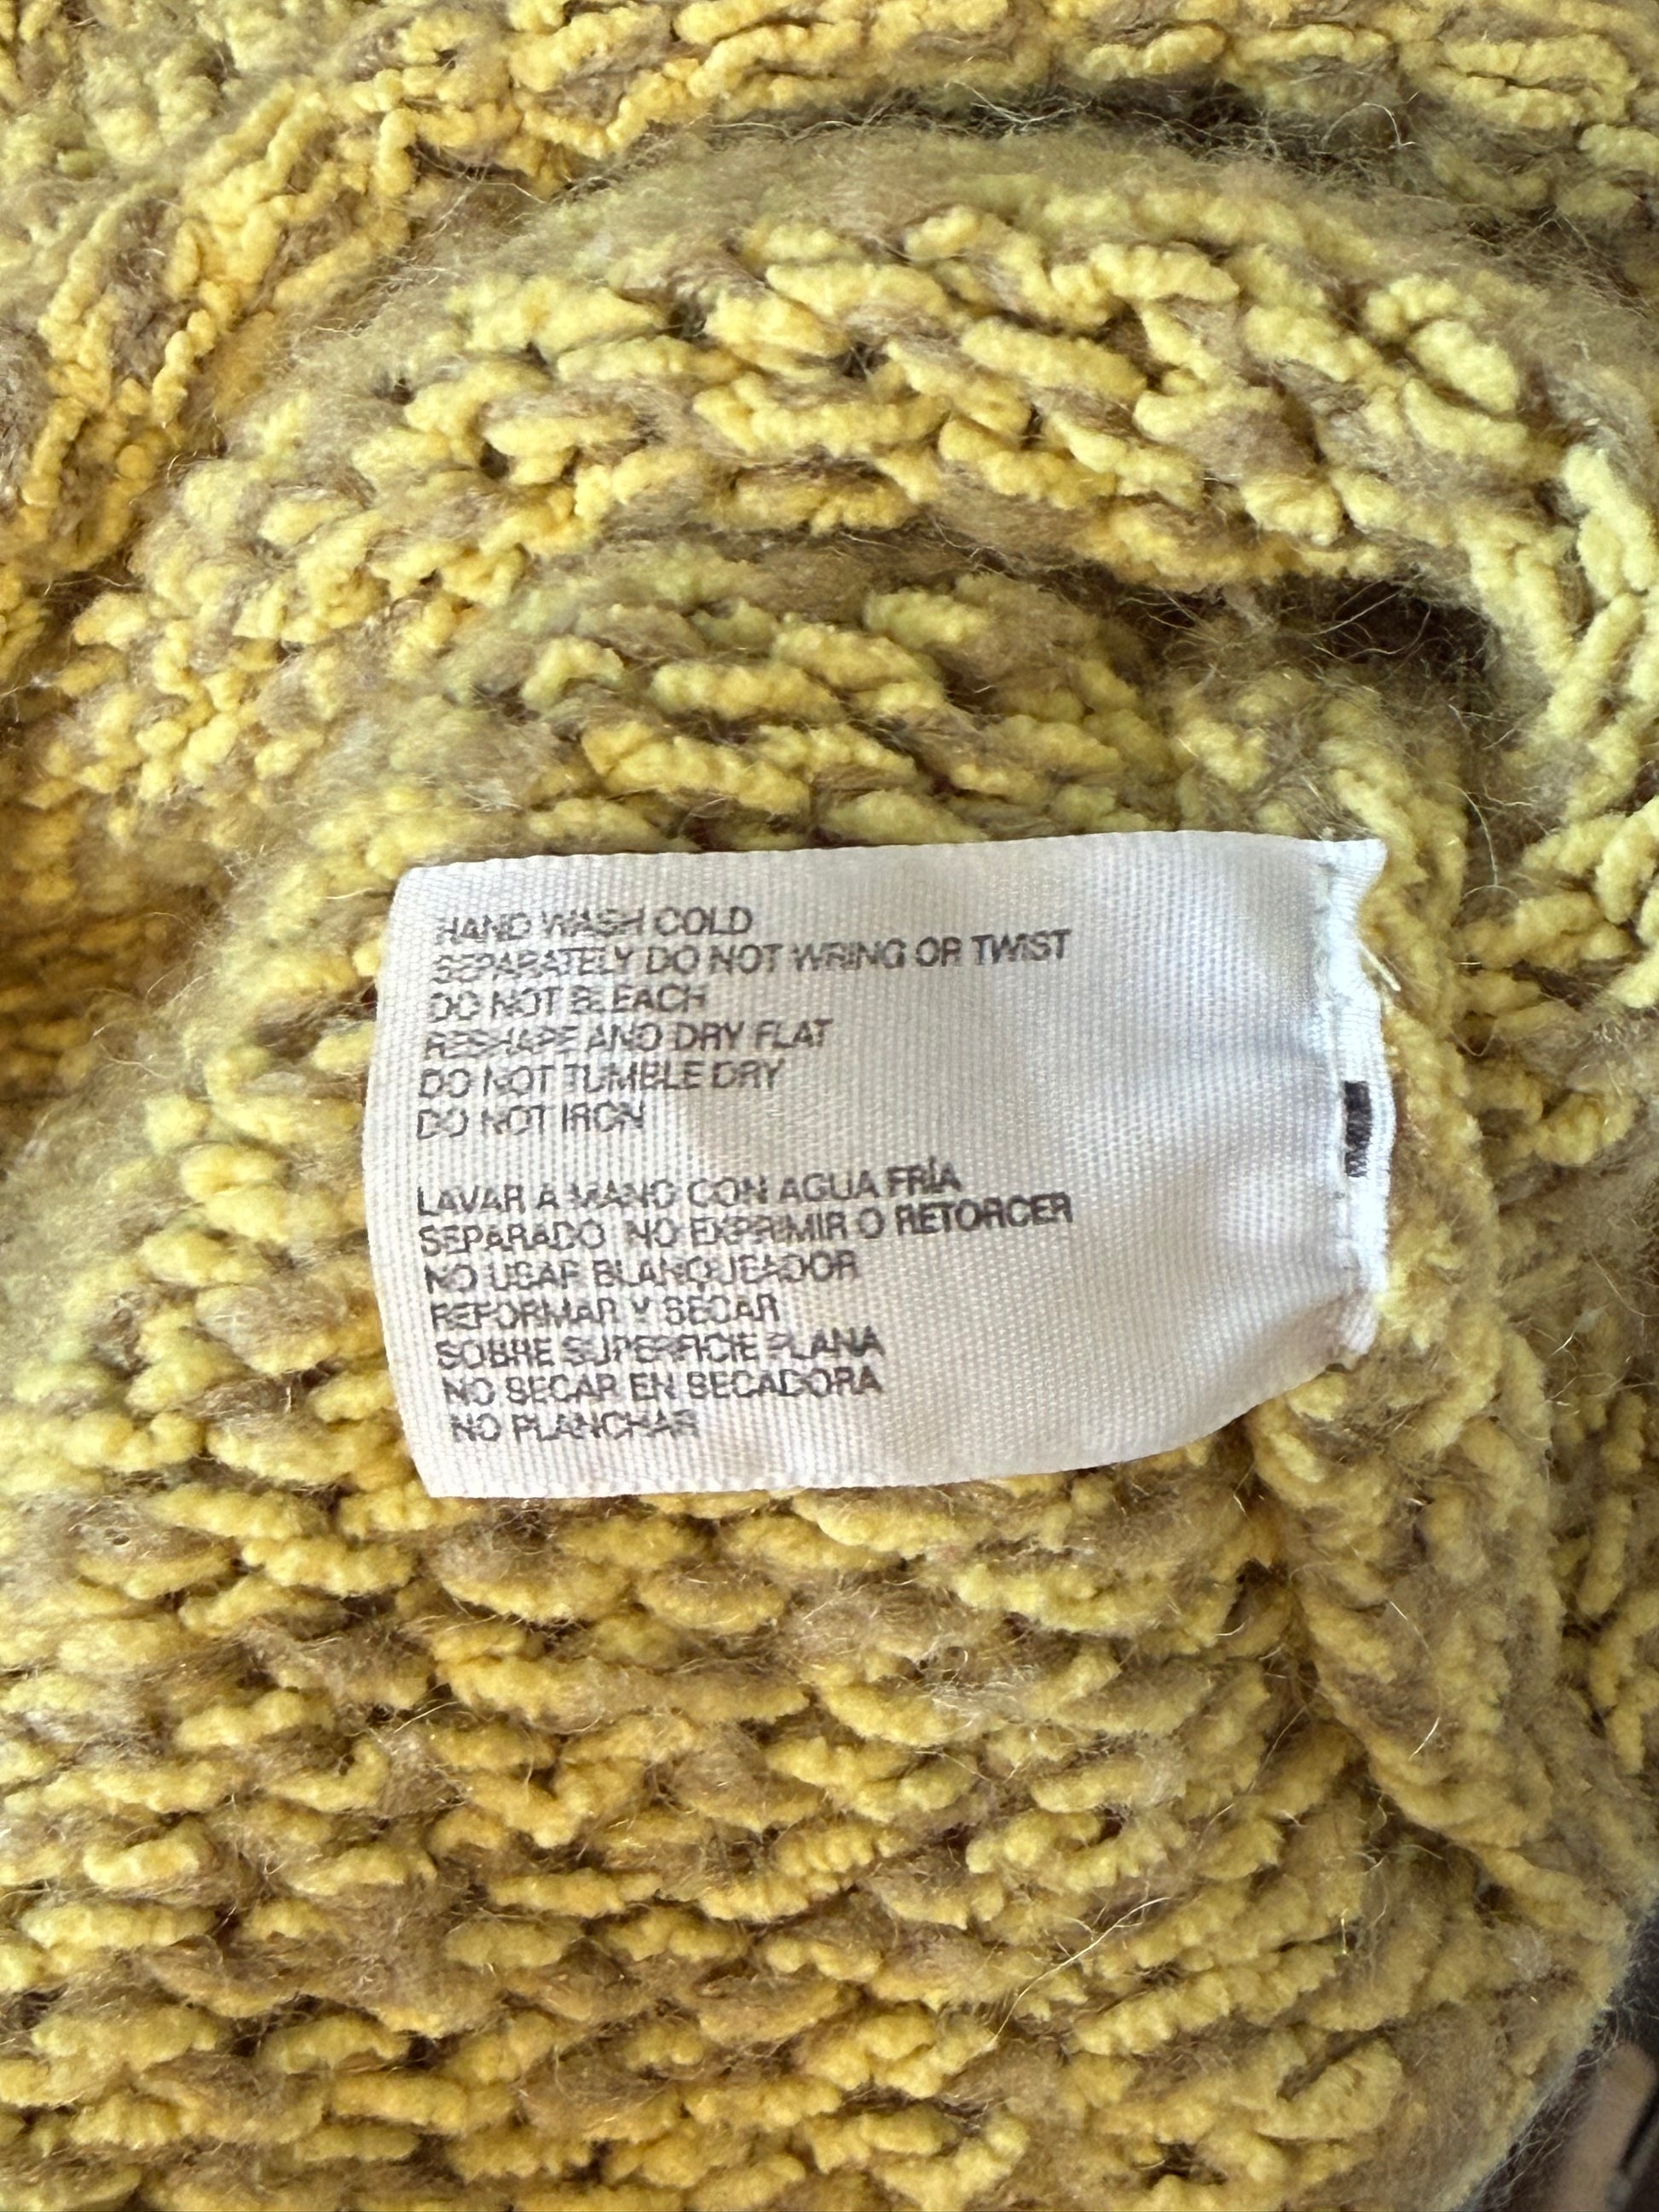 HAND WASH COLD
SEPARATELY DO NOT WRING OR TWIST
DO NOT BLEACH
RESHAPE AND DRY FLAT
DO NOT TUMBLE DRY
DO NOT IRON
LAVAR A MANO CON AGUA FRÍA
SEPARADO NO EXPRIMIR O RETORCER
NO USAR BLANQUEADOR
REFORMAR Y SECAR
SOBRE SUPERFICIE PLANA
NO SECAR EN SECADORA
NO PLANCHAR